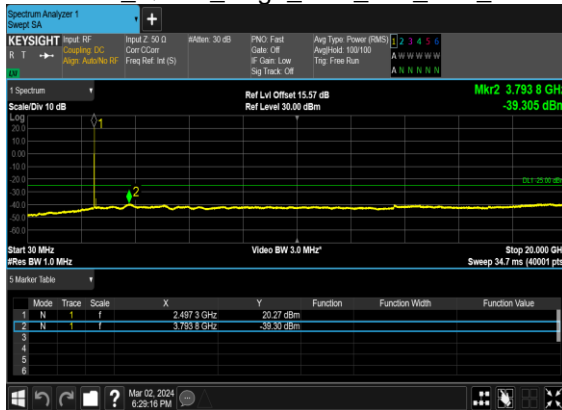 Spectrum Analyzer 1
Swept SA
KEYSIGHT Input: RF Input Z: 50 Ω #Atten: 30 dB PNO: Fast Avg Type: Power (RMS) 1 2 3 4 5 6
R T Coupling: DC Corr CCorr Gate: Off Avg|Hold: 100/100 A W W W W W
Align: Auto/No RF Freq Ref: Int (S) IF Gain: Low Trig: Free Run
LXI Sig Track: Off A N N N N N
1 Spectrum Ref Lvl Offset 15.57 dB Mkr2 3.793 8 GHz
Scale/Div 10 dB Ref Level 30.00 dBm -39.305 dBm
Log
20.0
10.0
0.00
-10.0
-20.0
-30.0
-40.0
-50.0
-60.0
1
2
DL1 -25.00 dBm
Start 30 MHz Video BW 3.0 MHz* Stop 20.000 GHz
#Res BW 1.0 MHz Sweep 34.7 ms (40001 pts)
5 Marker Table
Mode Trace Scale X Y Function Function Width Function Value
1 N 1 f 2.497 3 GHz 20.27 dBm
2 N 1 f 3.793 8 GHz -39.30 dBm
3
4
5
6
Mar 02, 2024
6:29:16 PM